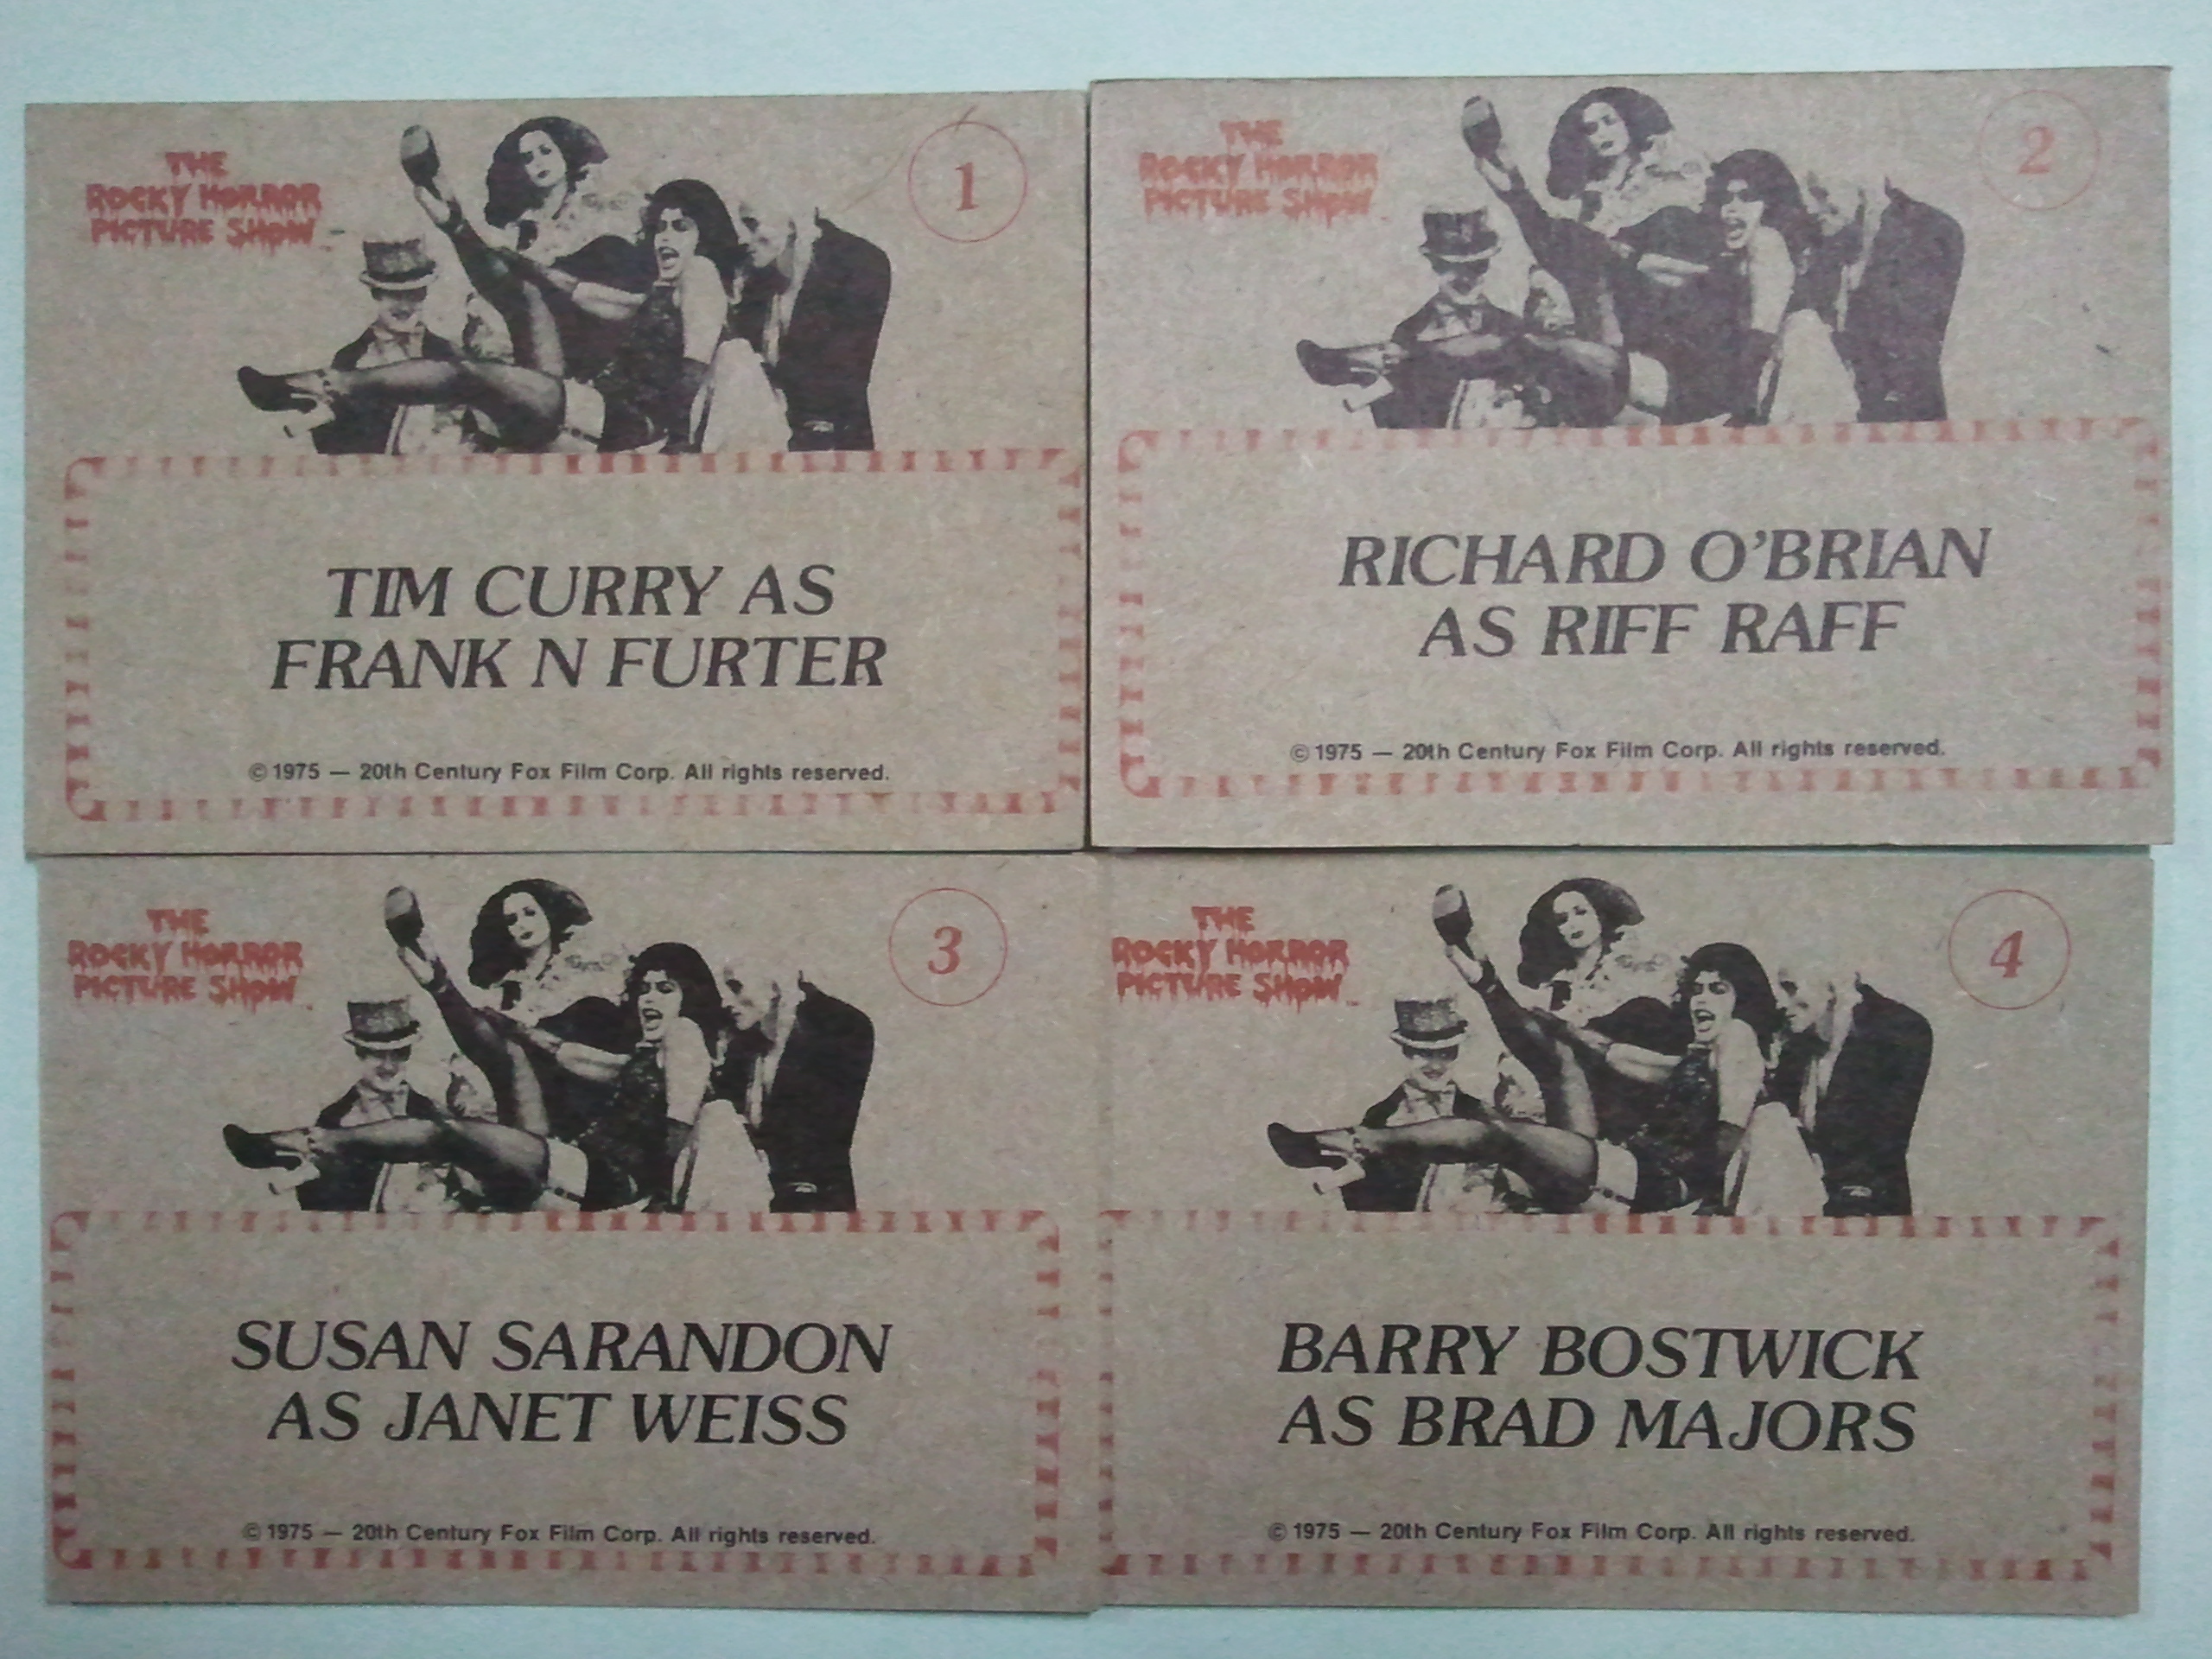 THE
ROCKY HORROR
PICTURE SHOW
1
TIM CURRY AS
FRANK N FURTER
© 1975 — 20th Century Fox Film Corp. All rights reserved.
THE
ROCKY HORROR
PICTURE SHOW
2
RICHARD O'BRIAN
AS RIFF RAFF
© 1975 — 20th Century Fox Film Corp. All rights reserved.
THE
ROCKY HORROR
PICTURE SHOW
3
SUSAN SARANDON
AS JANET WEISS
© 1975 — 20th Century Fox Film Corp. All rights reserved.
THE
ROCKY HORROR
PICTURE SHOW
4
BARRY BOSTWICK
AS BRAD MAJORS
© 1975 — 20th Century Fox Film Corp. All rights reserved.